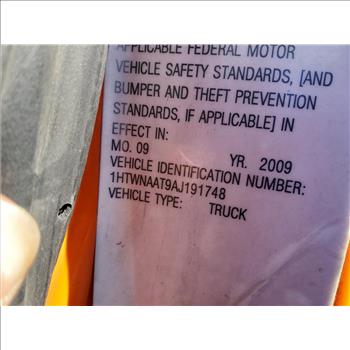 APPLICABLE FEDERAL MOTOR
VEHICLE SAFETY STANDARDS, [AND
BUMPER AND THEFT PREVENTION
STANDARDS, IF APPLICABLE] IN
EFFECT IN:
MO. 09 YR. 2009
VEHICLE IDENTIFICATION NUMBER:
1HTWNAAT9AJ191748
VEHICLE TYPE: TRUCK